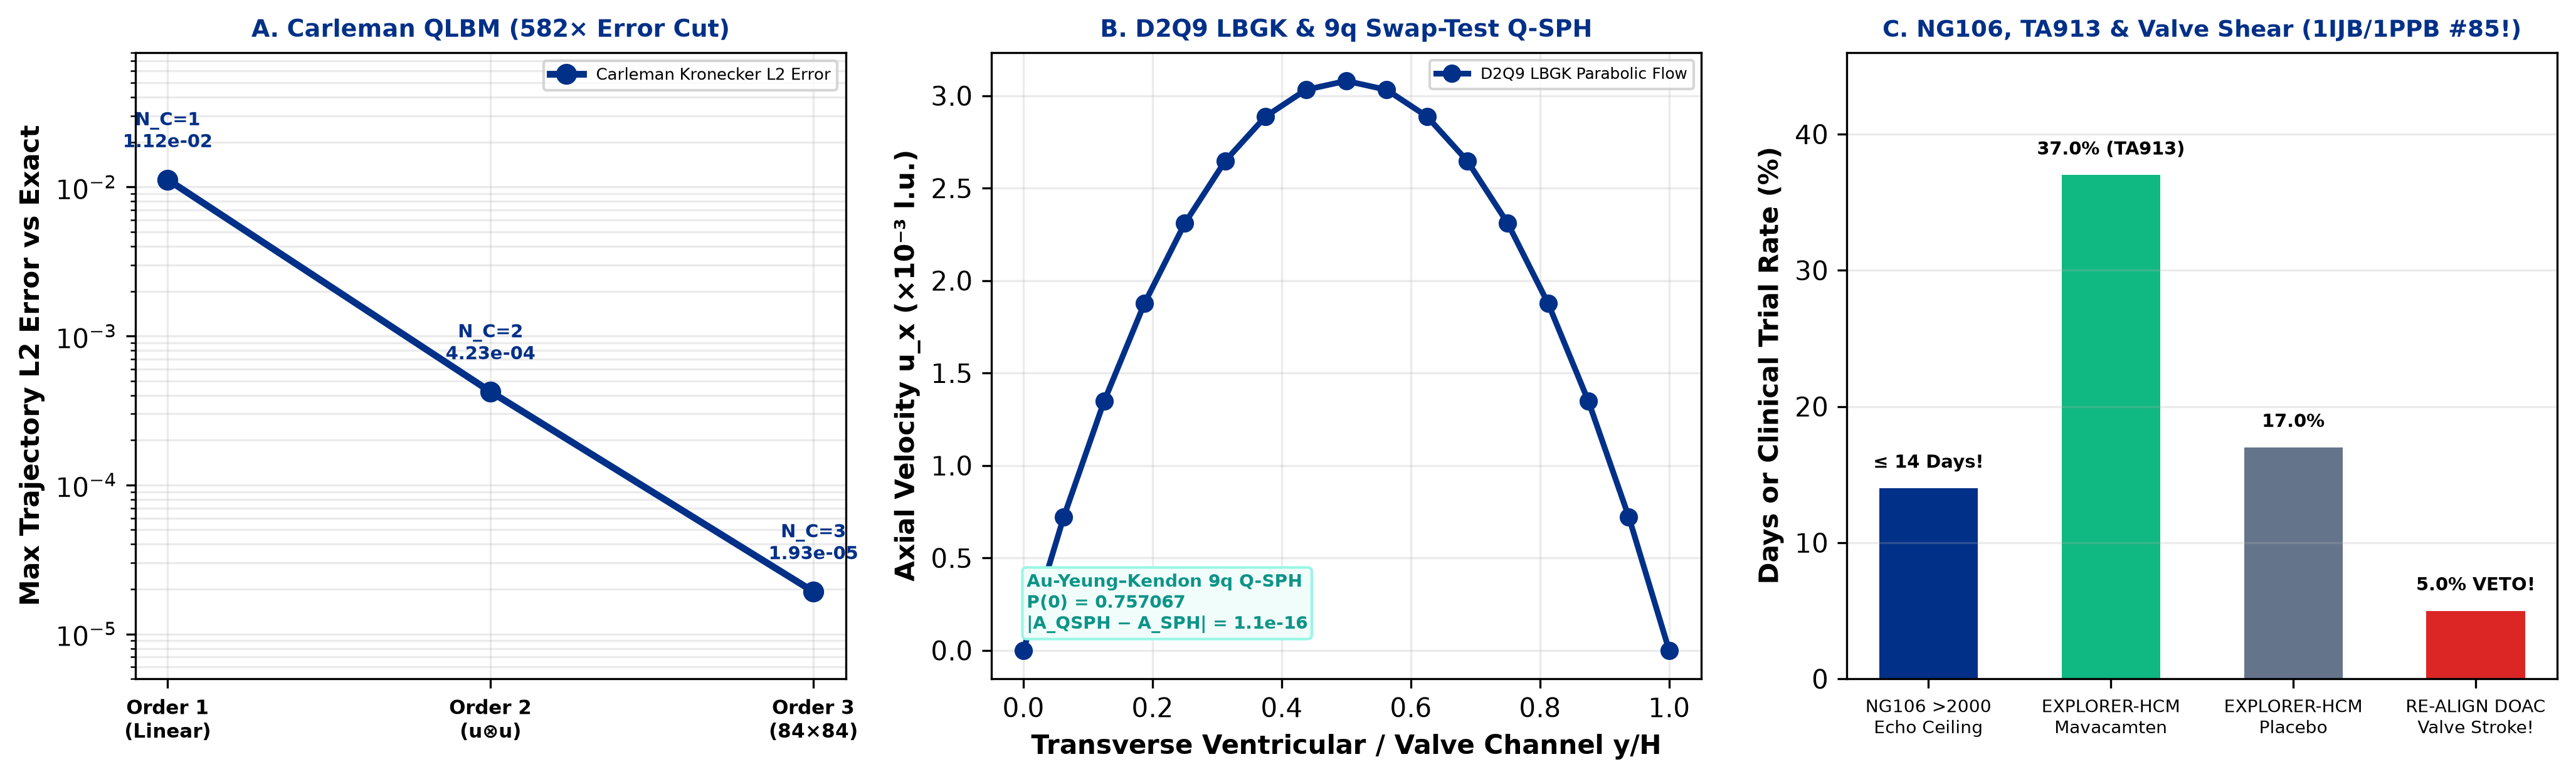 A. Carleman QLBM (582× Error Cut)
Max Trajectory L2 Error vs Exact
10⁻²
10⁻³
10⁻⁴
10⁻⁵
Carleman Kronecker L2 Error
N_C=1
1.12e-02
N_C=2
4.23e-04
N_C=3
1.93e-05
Order 1
(Linear)
Order 2
(u⊗u)
Order 3
(84×84)
B. D2Q9 LBGK & 9q Swap-Test Q-SPH
Axial Velocity u_x (×10⁻³ l.u.)
3.0
2.5
2.0
1.5
1.0
0.5
0.0
D2Q9 LBGK Parabolic Flow
Au-Yeung–Kendon 9q Q-SPH
P(0) = 0.757067
|A_QSPH − A_SPH| = 1.1e-16
0.0 0.2 0.4 0.6 0.8 1.0
Transverse Ventricular / Valve Channel y/H
C. NG106, TA913 & Valve Shear (1IJB/1PPB #85!)
Days or Clinical Trial Rate (%)
40
30
20
10
0
≤ 14 Days!
37.0% (TA913)
17.0%
5.0% VETO!
NG106 >2000
Echo Ceiling
EXPLORER-HCM
Mavacamten
EXPLORER-HCM
Placebo
RE-ALIGN DOAC
Valve Stroke!